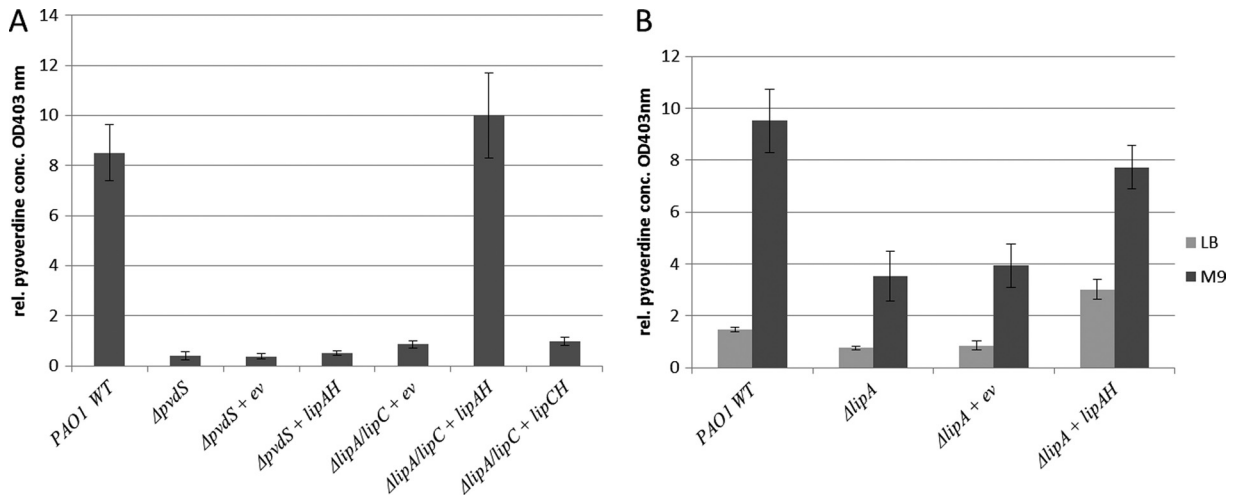 A
rel. pyoverdine conc. OD403 nm
14
12
10
8
6
4
2
0
PAO1 WT
ΔpvdS
ΔpvdS + ev
ΔpvdS + lipAH
ΔlipA/lipC + ev
ΔlipA/lipC + lipAH
ΔlipA/lipC + lipCH
B
rel. pyoverdine conc. OD403nm
12
10
8
6
4
2
0
PAO1 WT
ΔlipA
ΔlipA + ev
ΔlipA + lipAH
LB
M9